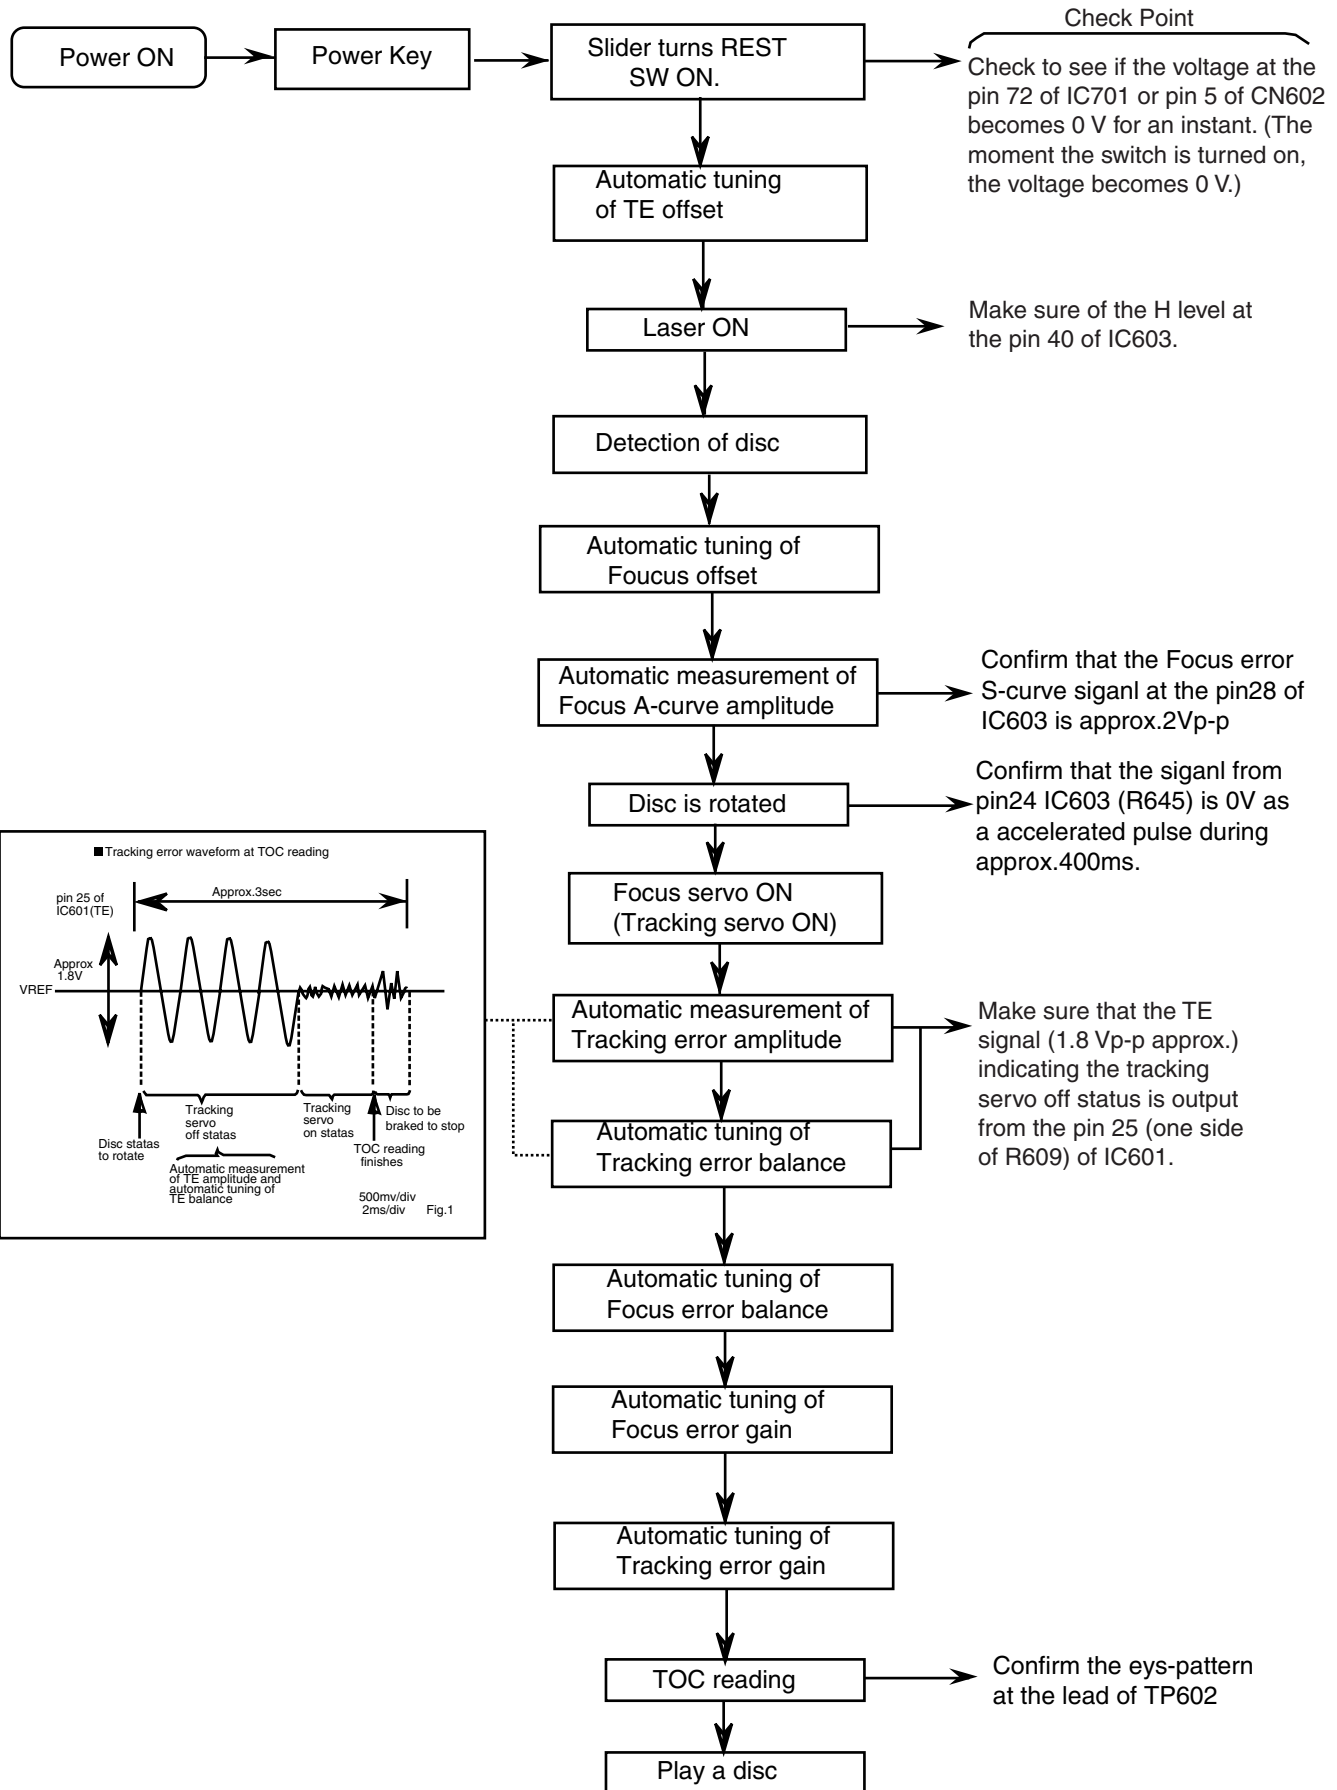 Check Point
Power ON
Power Key
Slider turns REST
SW ON.
Check to see if the voltage at the
pin 72 of IC701 or pin 5 of CN602
becomes 0 V for an instant. (The
moment the switch is turned on,
the voltage becomes 0 V.)
Automatic tuning
of TE offset
Laser ON
Make sure of the H level at
the pin 40 of IC603.
Detection of disc
Automatic tuning of
Foucus offset
Automatic measurement of
Focus A-curve amplitude
Confirm that the Focus error
S-curve siganl at the pin28 of
IC603 is approx.2Vp-p
Disc is rotated
Confirm that the siganl from
pin24 IC603 (R645) is 0V as
a accelerated pulse during
approx.400ms.
■Tracking error waveform at TOC reading
pin 25 of
IC601(TE)
Approx.3sec
Approx
1.8V
VREF
Tracking
servo
off statas
Tracking
servo
on statas
Disc to be
braked to stop
Disc statas
to rotate
TOC reading
finishes
Automatic measurement
of TE amplitude and
automatic tuning of
TE balance
500mv/div
2ms/div
Fig.1
Focus servo ON
(Tracking servo ON)
Automatic measurement of
Tracking error amplitude
Automatic tuning of
Tracking error balance
Make sure that the TE
signal (1.8 Vp-p approx.)
indicating the tracking
servo off status is output
from the pin 25 (one side
of R609) of IC601.
Automatic tuning of
Focus error balance
Automatic tuning of
Focus error gain
Automatic tuning of
Tracking error gain
TOC reading
Confirm the eys-pattern
at the lead of TP602
Play a disc